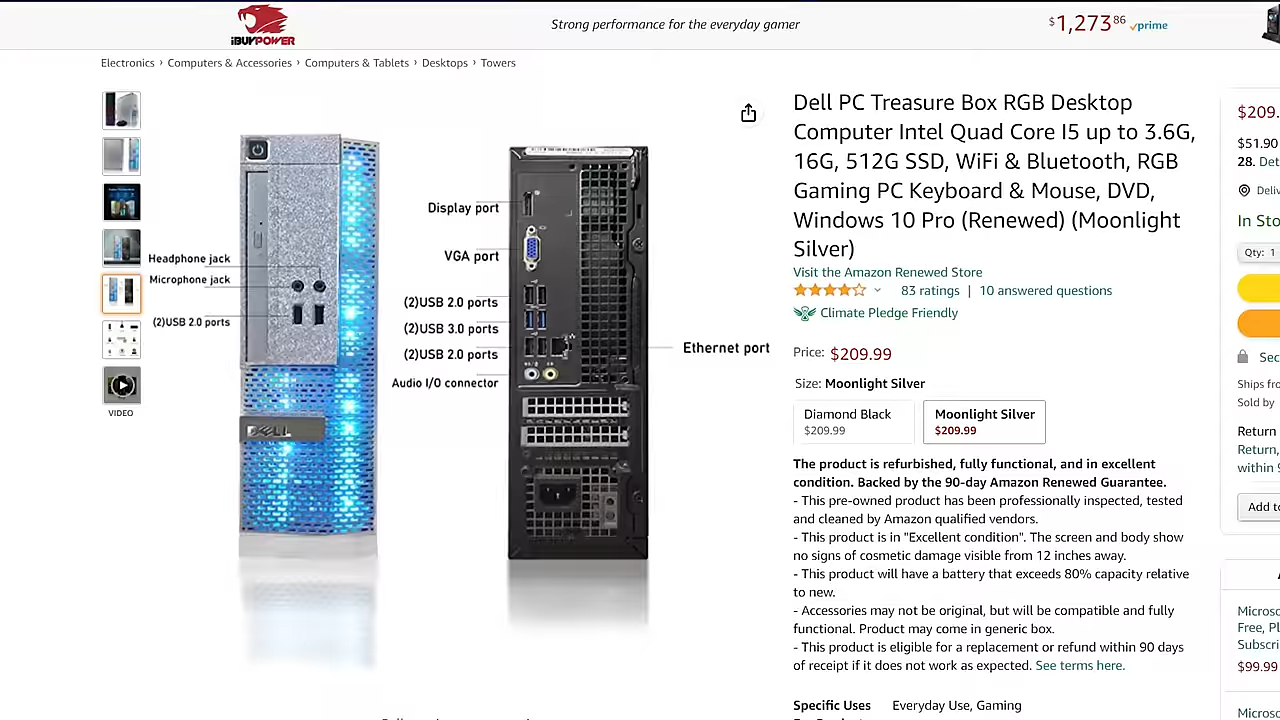 iBUYPOWER
Strong performance for the everyday gamer
$1,273 86 prime
Electronics › Computers & Accessories › Computers & Tablets › Desktops › Towers
Headphone jack
Microphone jack
(2)USB 2.0 ports
DELL
VIDEO
Display port
VGA port
(2)USB 2.0 ports
(2)USB 3.0 ports
(2)USB 2.0 ports
Audio I/O connector
Ethernet port
Dell PC Treasure Box RGB Desktop
Computer Intel Quad Core I5 up to 3.6G,
16G, 512G SSD, WiFi & Bluetooth, RGB
Gaming PC Keyboard & Mouse, DVD,
Windows 10 Pro (Renewed) (Moonlight
Silver)
Visit the Amazon Renewed Store
83 ratings | 10 answered questions
Climate Pledge Friendly
Price: $209.99
Size: Moonlight Silver
Diamond Black
$209.99
Moonlight Silver
$209.99
The product is refurbished, fully functional, and in excellent
condition. Backed by the 90-day Amazon Renewed Guarantee.
- This pre-owned product has been professionally inspected, tested
and cleaned by Amazon qualified vendors.
- This product is in "Excellent condition". The screen and body show
no signs of cosmetic damage visible from 12 inches away.
- This product will have a battery that exceeds 80% capacity relative
to new.
- Accessories may not be original, but will be compatible and fully
functional. Product may come in generic box.
- This product is eligible for a replacement or refund within 90 days
of receipt if it does not work as expected. See terms here.
Specific Uses Everyday Use, Gaming
$209.
$51.90
28. Det
Deliv
In Sto
Qty: 1
Sec
Ships fro
Sold by
Return
Return,
within 9
Add to
Microso
Free, Pl
Subscri
$99.99
Microso